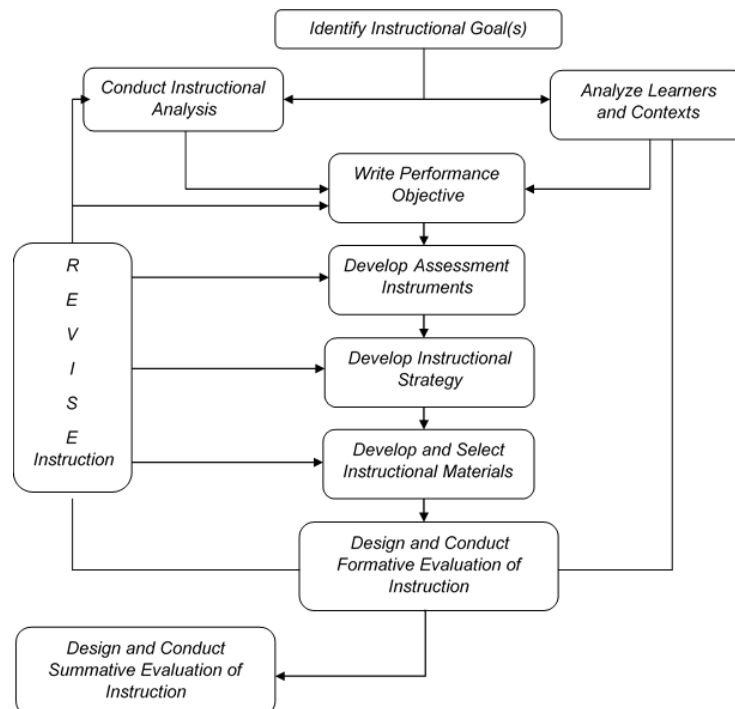 Identify Instructional Goal(s)
Conduct Instructional
Analysis
Analyze Learners
and Contexts
Write Performance
Objective
R
E
V
I
S
E
Instruction
Develop Assessment
Instruments
Develop Instructional
Strategy
Develop and Select
Instructional Materials
Design and Conduct
Formative Evaluation of
Instruction
Design and Conduct
Summative Evaluation of
Instruction